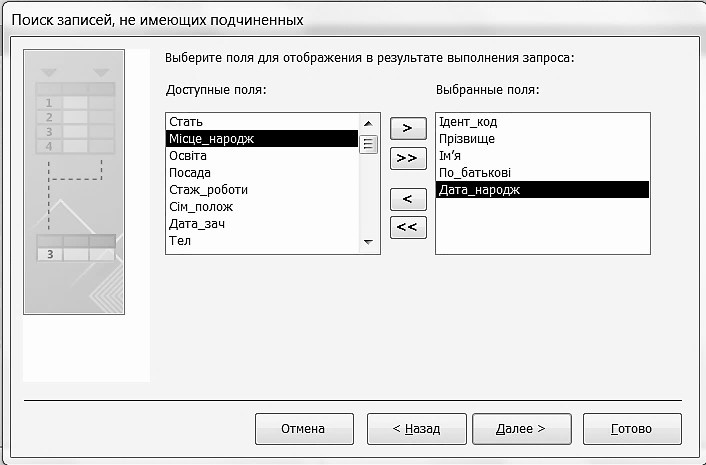 Поиск записей, не имеющих подчиненных
Выберите поля для отображения в результате выполнения запроса:
Доступные поля:
Выбранные поля:
Стать
Місце_народж
Освіта
Посада
Стаж_роботи
Сім_полож
Дата_зач
Тел
>
>>
<
<<
Ідент_код
Прізвище
Ім'я
По_батькові
Дата_народж
1
2
3
4
3
Отмена
< Назад
Далее >
Готово